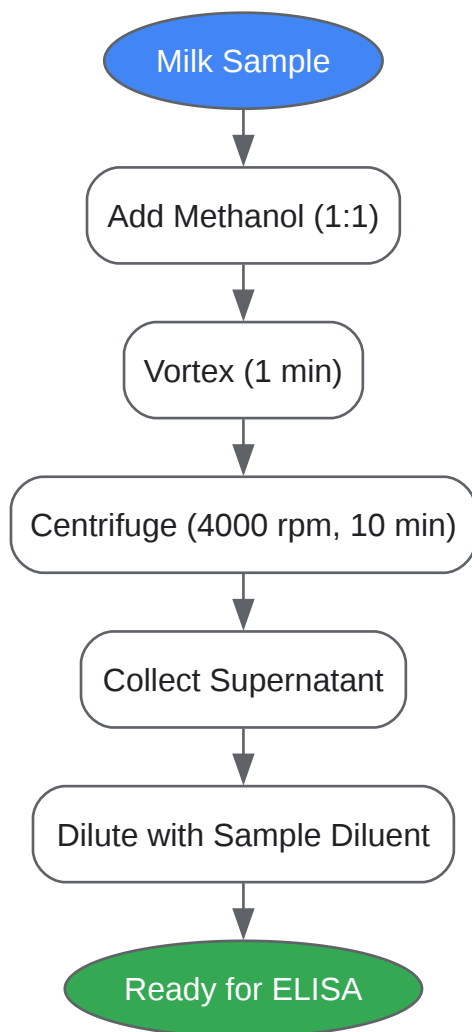 Milk Sample
Add Methanol (1:1)
Vortex (1 min)
Centrifuge (4000 rpm, 10 min)
Collect Supernatant
Dilute with Sample Diluent
Ready for ELISA